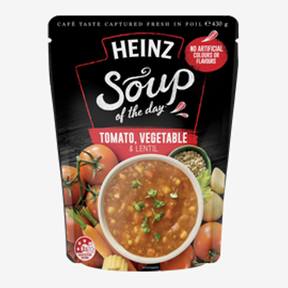 CAFÉ TASTE CAPTURED FRESH IN FOIL ℮430g
HEINZ
NO ARTIFICIAL
COLOURS OR
FLAVOURS
Soup
of the day
TOMATO, VEGETABLE
& LENTIL